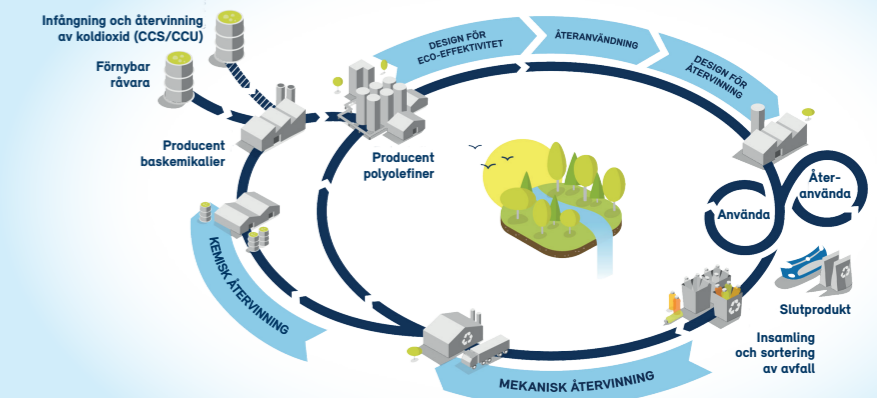 Infångning och återvinning
av koldioxid (CCS/CCU)
Förnybar
råvara
Producent
baskemikalier
Producent
polyolefiner
DESIGN FÖR
ECO-EFFEKTIVITET
ÅTERANVÄNDNING
DESIGN FÖR
ÅTERVINNING
Använda
Åter-
använda
Slutprodukt
Insamling
och sortering
av avfall
MEKANISK ÅTERVINNING
KEMISK ÅTERVINNING